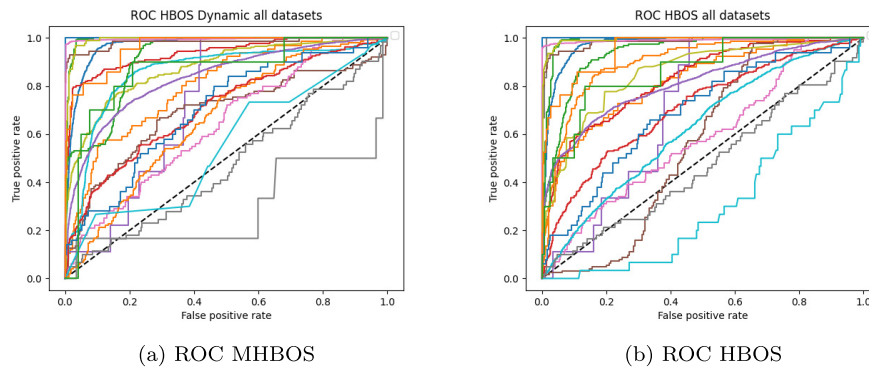 ROC HBOS Dynamic all datasets
1.0
0.8
0.6
0.4
0.2
0.0
True positive rate
0.0 0.2 0.4 0.6 0.8 1.0
False positive rate
(a) ROC MHBOS
ROC HBOS all datasets
1.0
0.8
0.6
0.4
0.2
0.0
True positive rate
0.0 0.2 0.4 0.6 0.8 1.0
False positive rate
(b) ROC HBOS